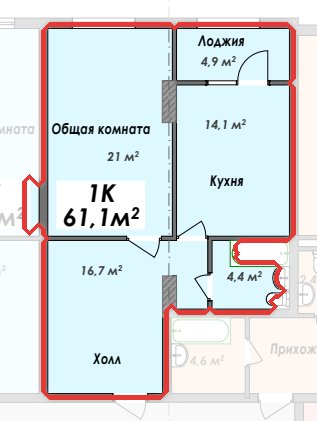 Лоджия
4,9 м²
Общая комната
14,1 м²
21 м²
Кухня
1К
61,1м²
16,7 м²
4,4 м²
Холл
4,6 м²
Прихож